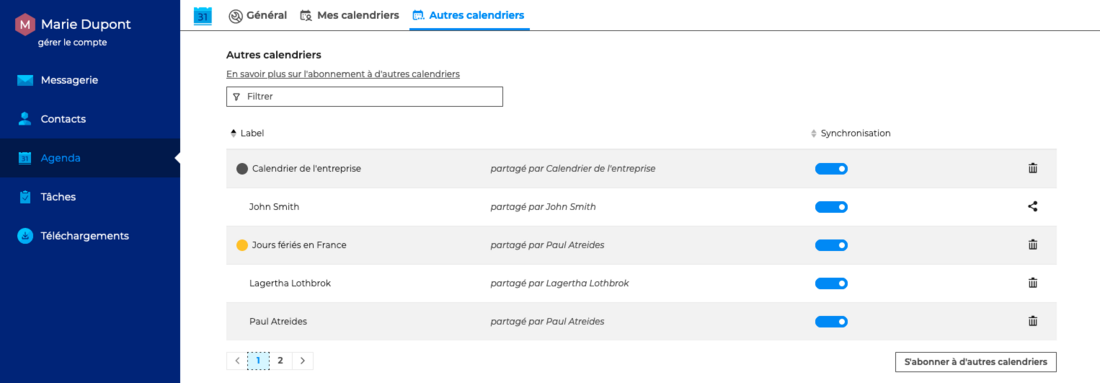 M Marie Dupont
gérer le compte
Messagerie
Contacts
31 Agenda
Tâches
Téléchargements
31 Général Mes calendriers Autres calendriers
Autres calendriers
En savoir plus sur l'abonnement à d'autres calendriers
Filtrer
Label Synchronisation
Calendrier de l'entreprise partagé par Calendrier de l'entreprise
John Smith partagé par John Smith
Jours fériés en France partagé par Paul Atreides
Lagertha Lothbrok partagé par Lagertha Lothbrok
Paul Atreides partagé par Paul Atreides
1 2
S'abonner à d'autres calendriers